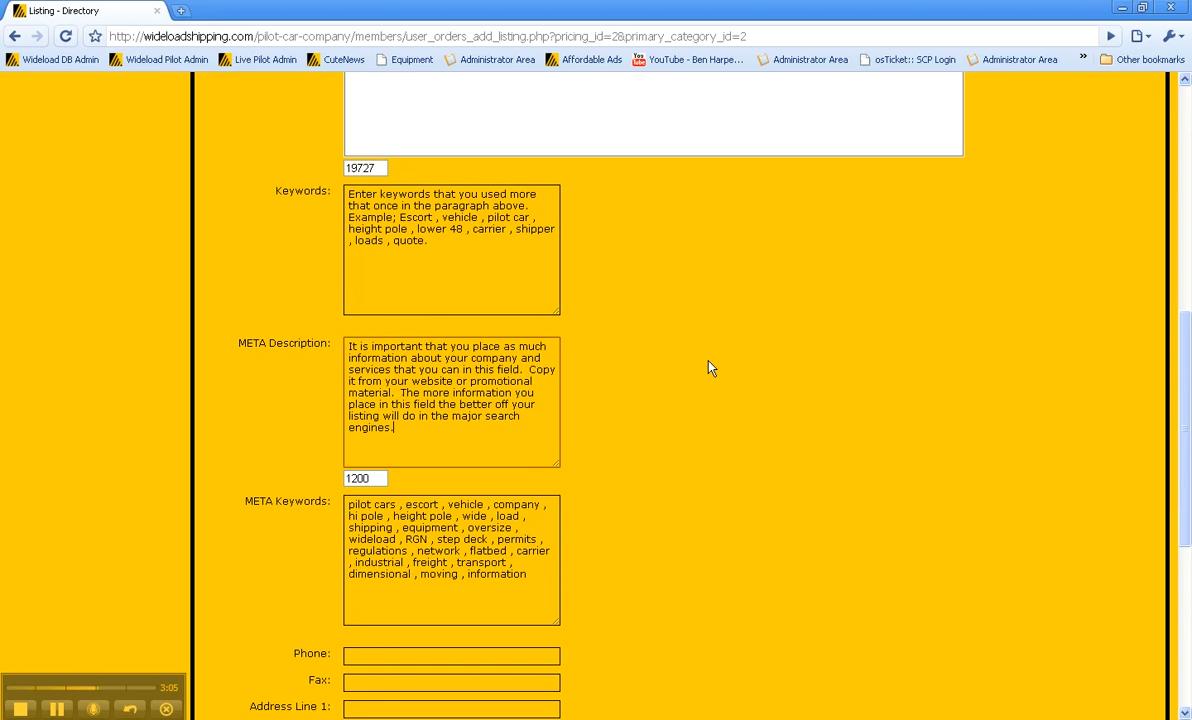 Listing - Directory
http://wideloadshipping.com/pilot-car-company/members/user_orders_add_listing.php?pricing_id=28&primary_category_id=2
Wideload DB Admin Wideload Pilot Admin Live Pilot Admin CuteNews Equipment Administrator Area Affordable Ads YouTube - Ben Harpe... Administrator Area osTicket:: SCP Login Administrator Area » Other bookmarks
19727
Keywords:
Enter keywords that you used more
that once in the paragraph above.
Example; Escort , vehicle , pilot car ,
height pole , lower 48 , carrier , shipper
, loads , quote.
META Description:
It is important that you place as much
information about your company and
services that you can in this field.  Copy
it from your website or promotional
material.  The more information you
place in this field the better off your
listing will do in the major search
engines.
1200
META Keywords:
pilot cars , escort , vehicle , company ,
hi pole , height pole , wide , load ,
shipping , equipment , oversize ,
wideload , RGN , step deck , permits ,
regulations , network , flatbed , carrier
, industrial , freight , transport ,
dimensional , moving , information
Phone:
Fax:
Address Line 1:
3:05